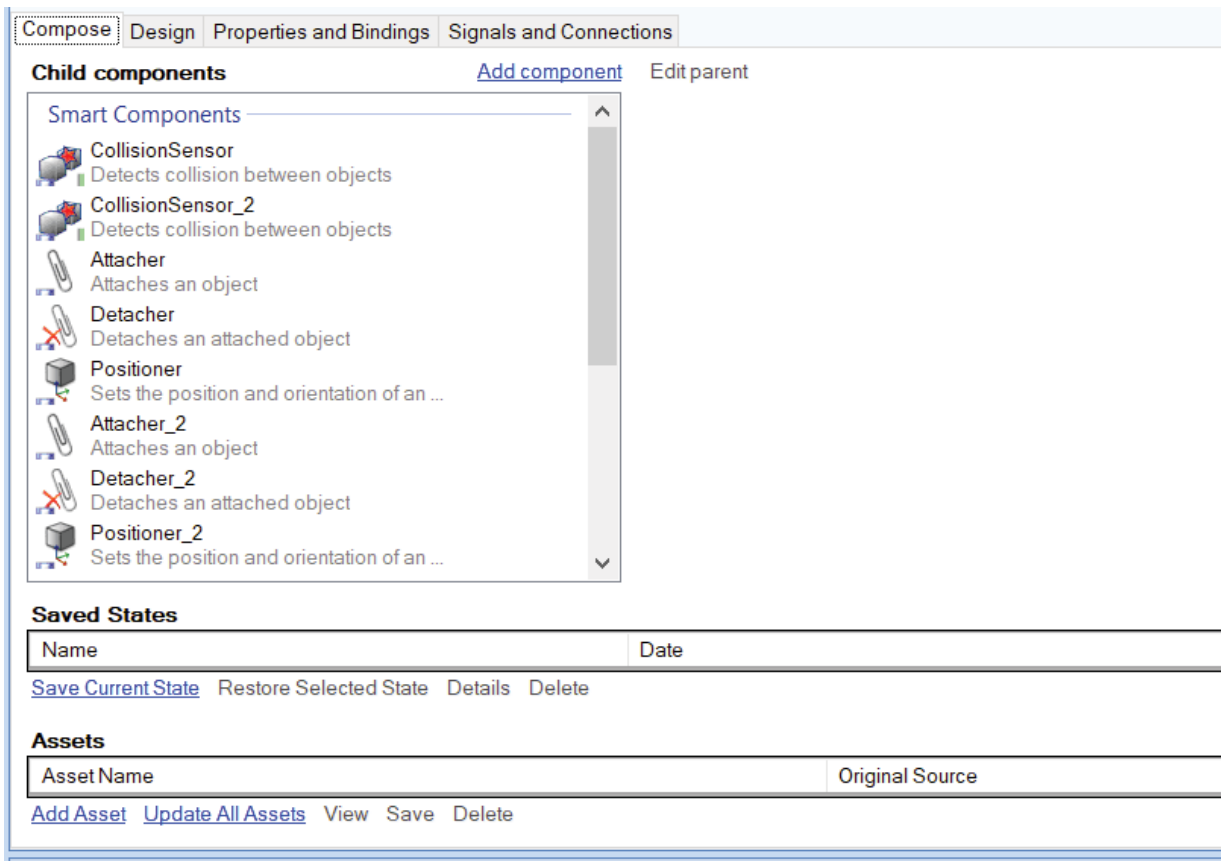 Compose Design Properties and Bindings Signals and Connections
Child components Add component Edit parent
Smart Components
CollisionSensor
Detects collision between objects
CollisionSensor_2
Detects collision between objects
Attacher
Attaches an object
Detacher
Detaches an attached object
Positioner
Sets the position and orientation of an ...
Attacher_2
Attaches an object
Detacher_2
Detaches an attached object
Positioner_2
Sets the position and orientation of an ...
Saved States
Name Date
Save Current State Restore Selected State Details Delete
Assets
Asset Name Original Source
Add Asset Update All Assets View Save Delete